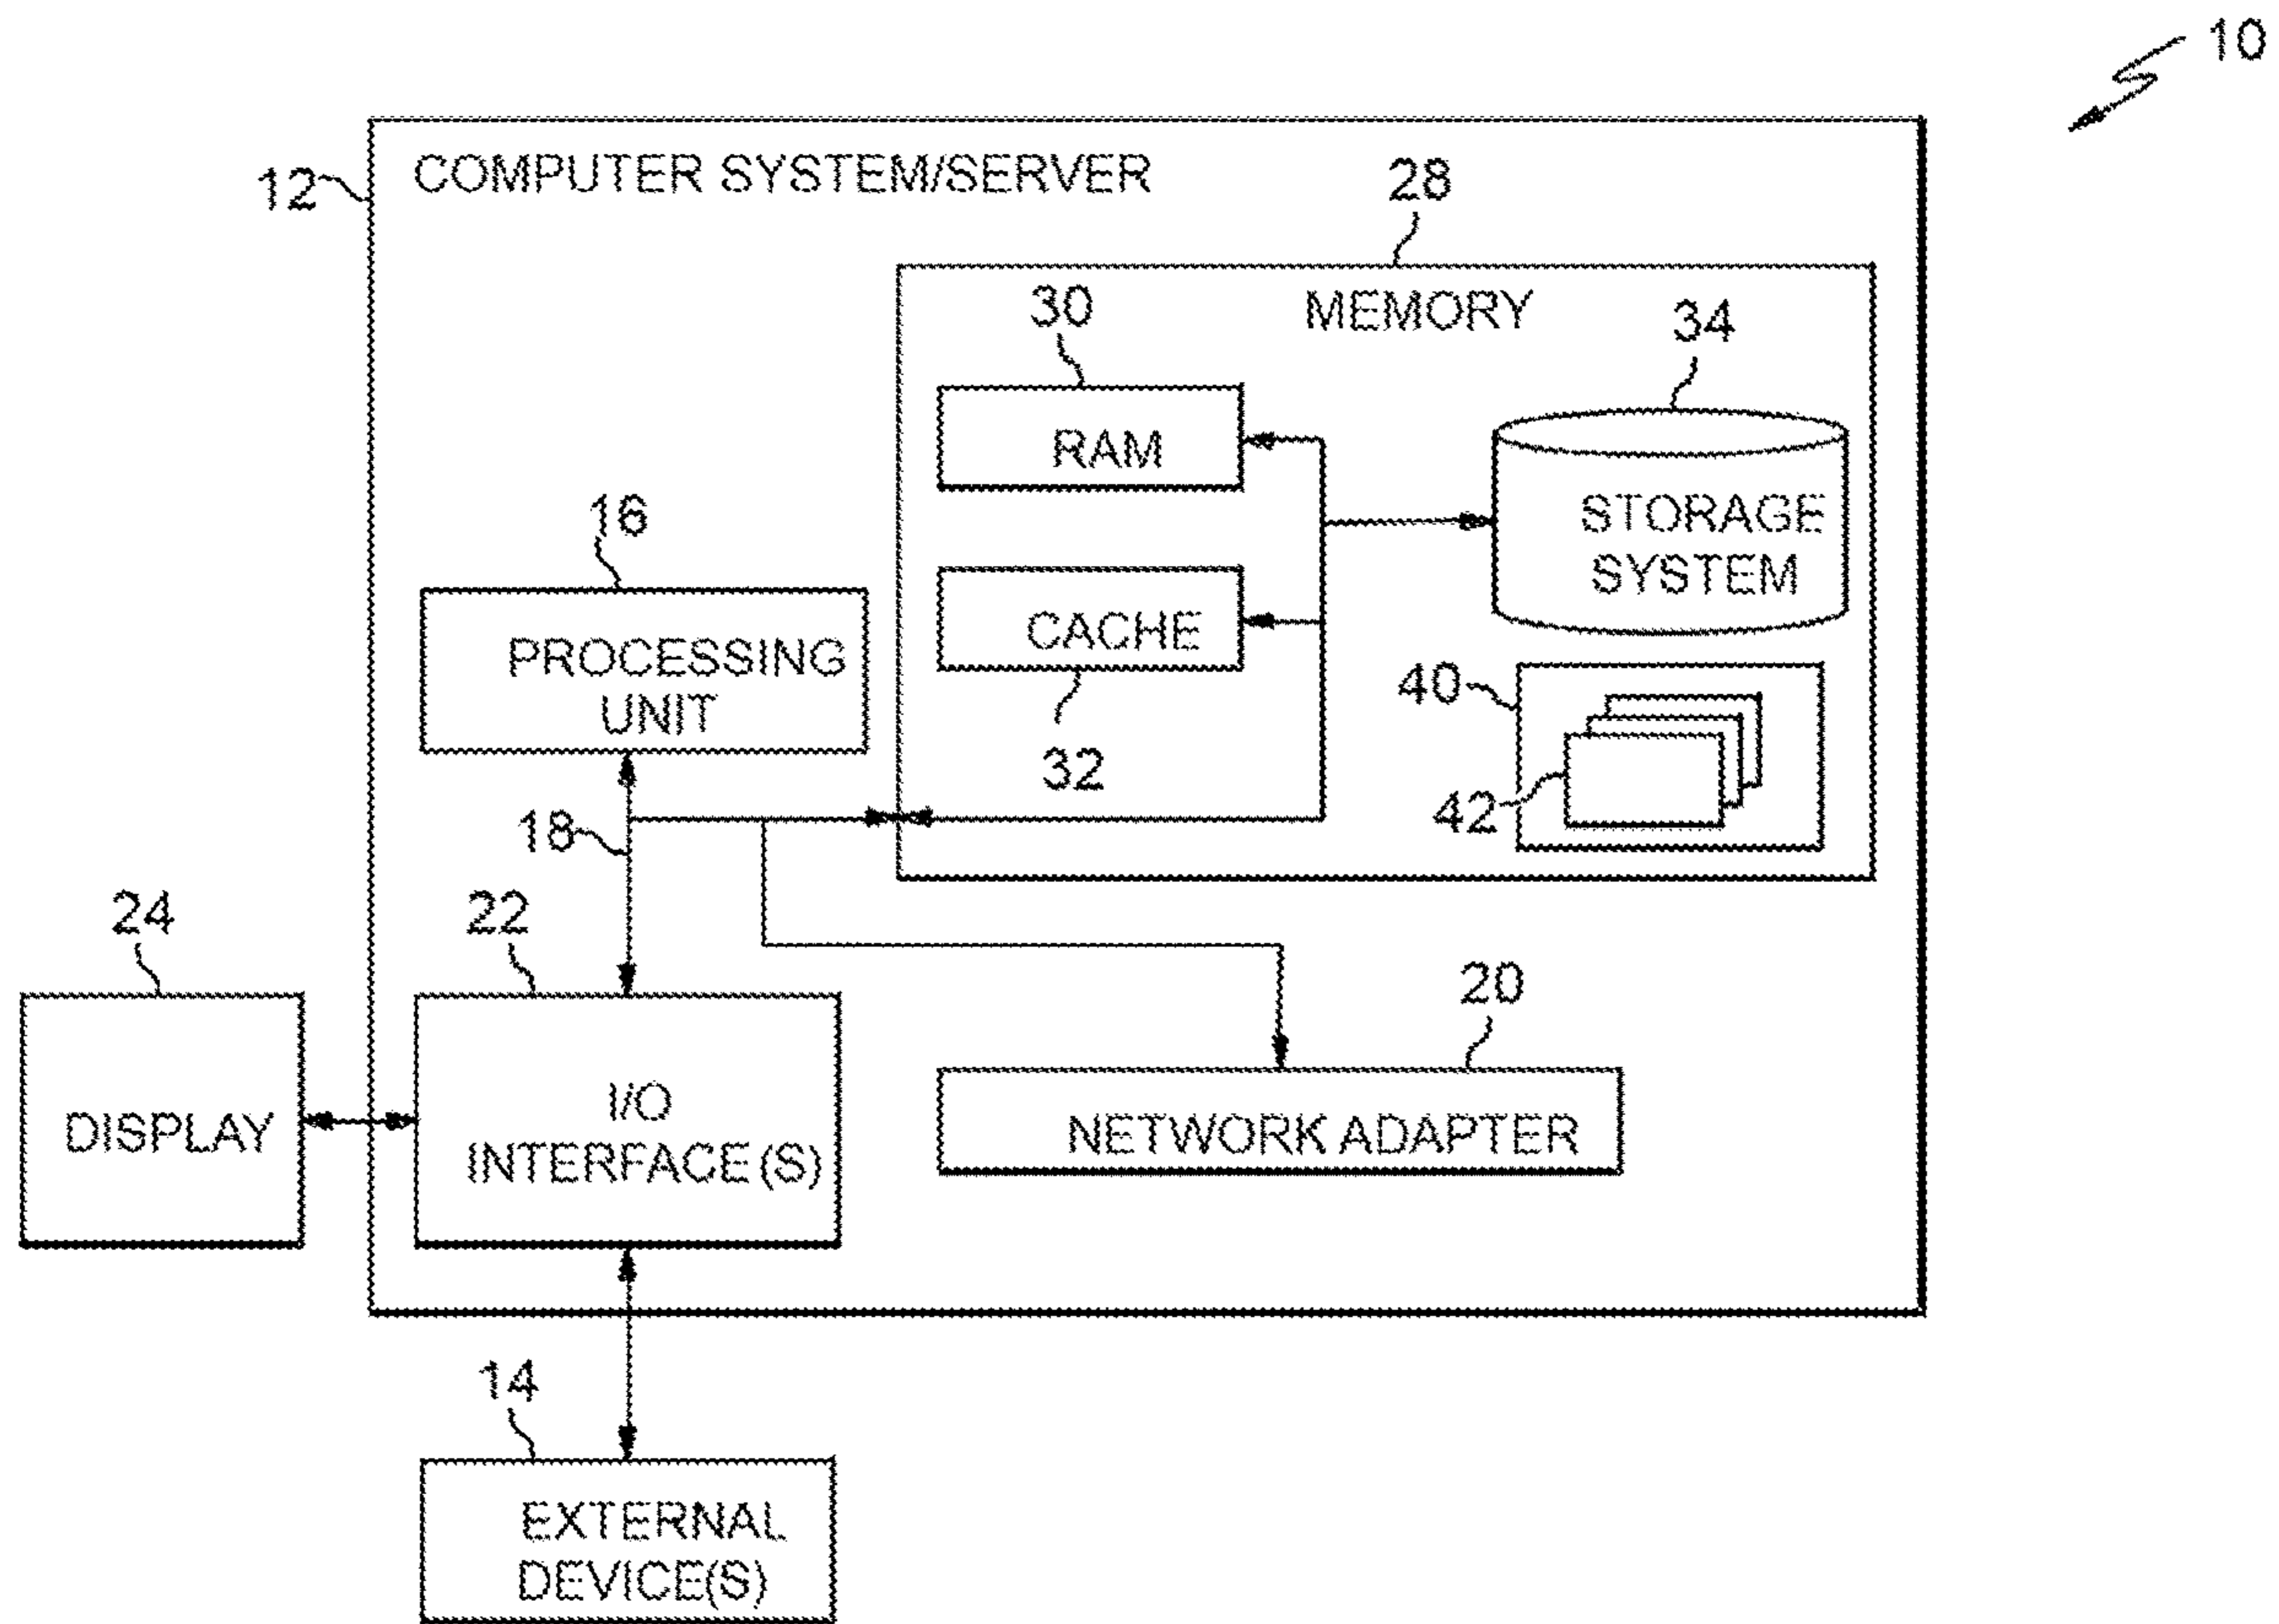 10
12
COMPUTER SYSTEM/SERVER
28
MEMORY
30
34
RAM
STORAGE
SYSTEM
16
CACHE
PROCESSING
UNIT
32
40
42
18
24
22
20
DISPLAY
I/O
INTERFACE(S)
NETWORK ADAPTER
14
EXTERNAL
DEVICE(S)